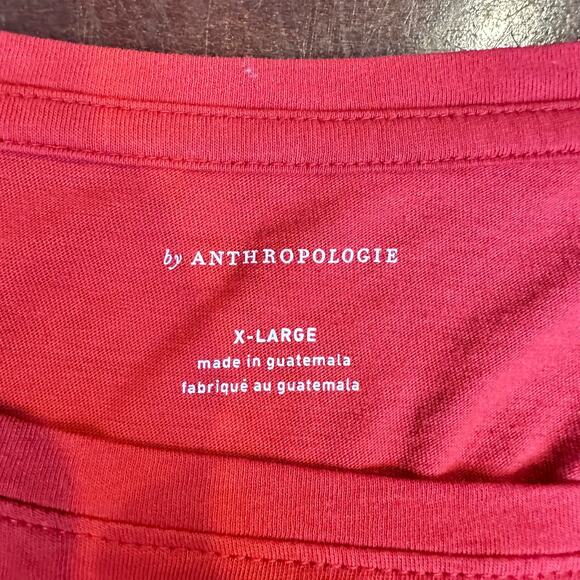 by ANTHROPOLOGIE
X-LARGE
made in guatemala
fabriqué au guatemala